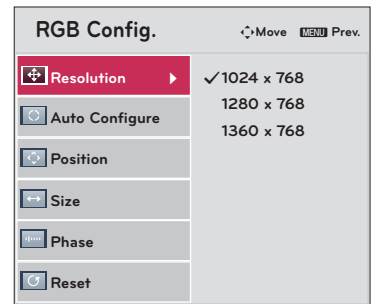 RGB Config.
Move MENU Prev.
Resolution
Auto Configure
Position
Size
Phase
Reset
✓1024 x 768
1280 x 768
1360 x 768